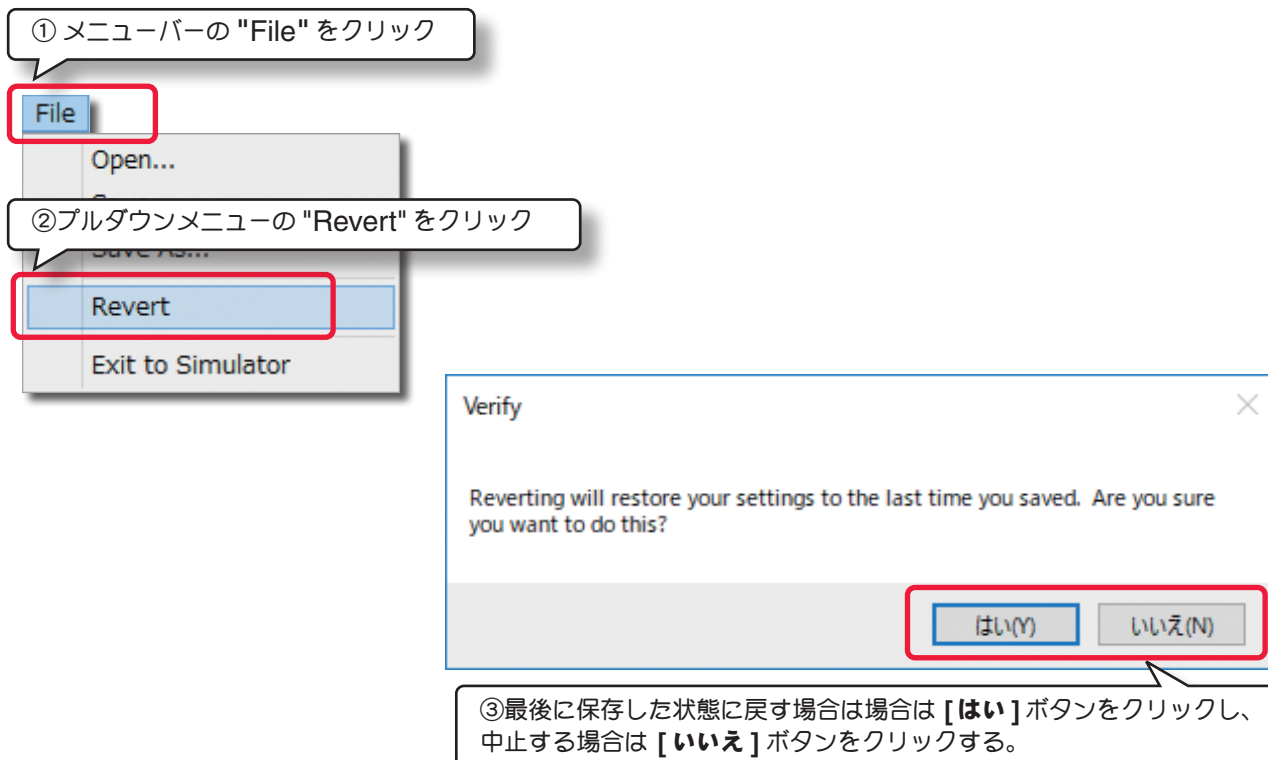 ① メニューバーの "File" をクリック
File
Open...
②プルダウンメニューの "Revert" をクリック
Save As...
Revert
Exit to Simulator
Verify
Reverting will restore your settings to the last time you saved. Are you sure
you want to do this?
はい(Y)
いいえ(N)
③最後に保存した状態に戻す場合は場合は [はい] ボタンをクリックし、
中止する場合は [いいえ] ボタンをクリックする。